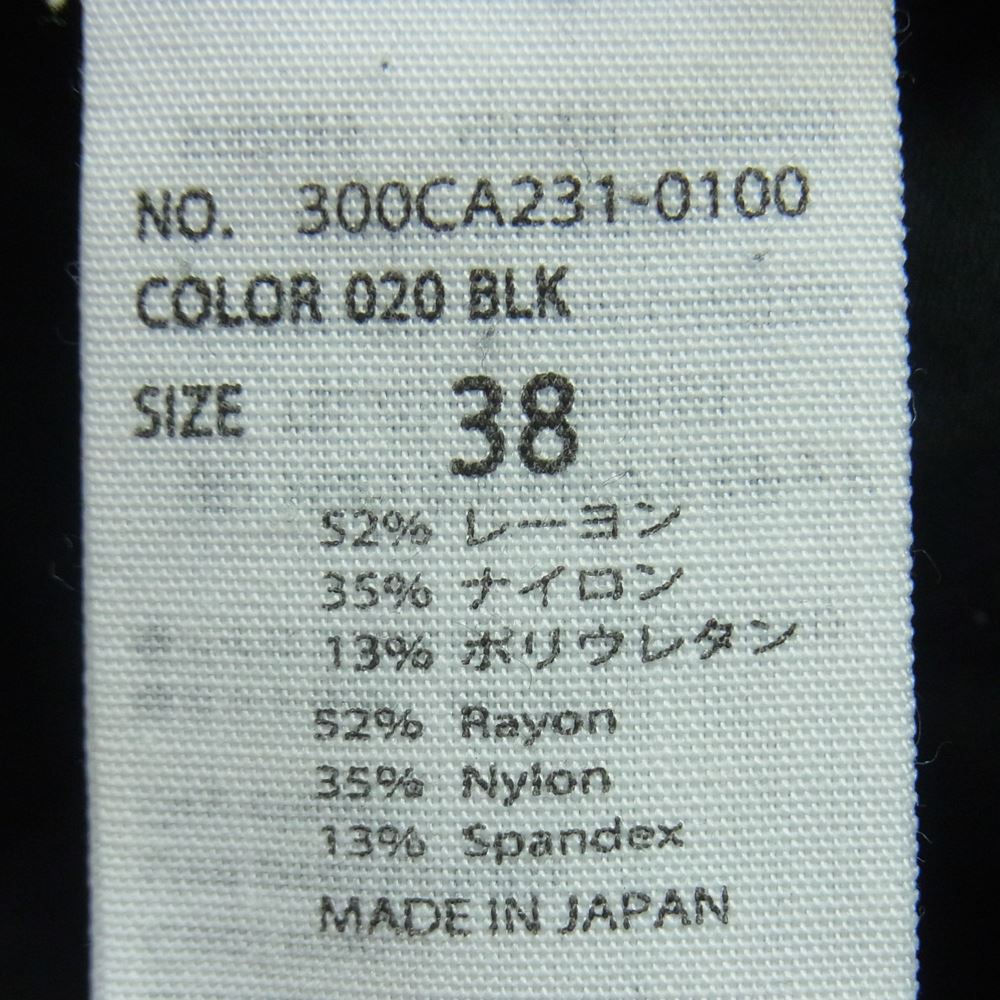 NO. 300CA231-0100
COLOR 020 BLK
SIZE 38
52% レーヨン
35% ナイロン
13% ポリウレタン
52% Rayon
35% Nylon
13% Spandex
MADE IN JAPAN